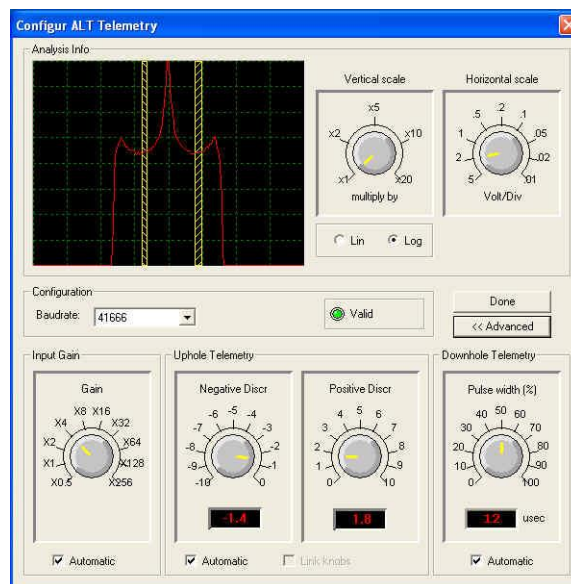 Configur ALT Telemetry
Analysis Info
Vertical scale
x1 x2 x5 x10 x20
multiply by
Horizontal scale
5 2 1 .5 .2 .1 .05 .02 .01
Volt/Div
Lin Log
Configuration
Baudrate: 41666
Valid
Done
<< Advanced
Input Gain
Gain
X0.5 X1 X2 X4 X8 X16 X32 X64 X128 X256
Automatic
Uphole Telemetry
Negative Discr
-10 -9 -8 -7 -6 -5 -4 -3 -2 -1 0
-1.4
Automatic
Positive Discr
0 1 2 3 4 5 6 7 8 9 10
1.8
Link knobs
Downhole Telemetry
Pulse width (%)
0 10 20 30 40 50 60 70 80 90 100
12 usec
Automatic